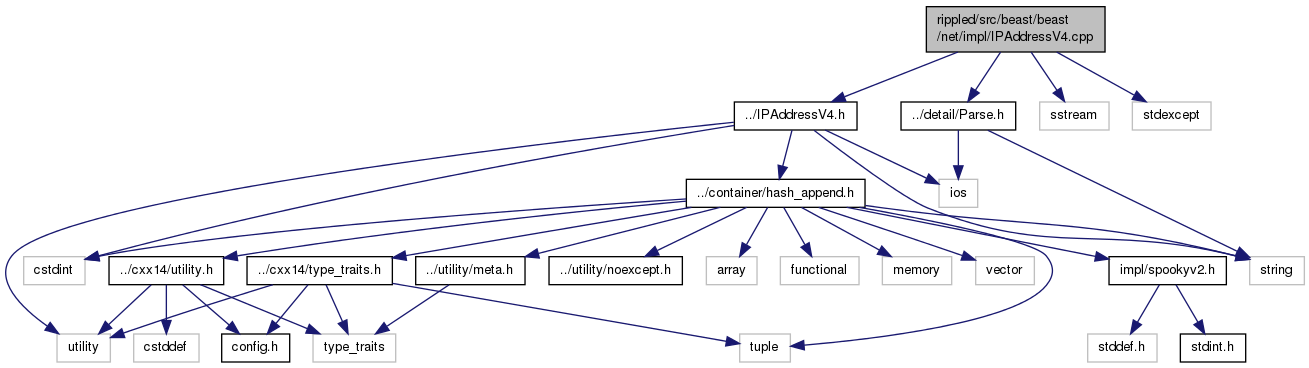 rippled/src/beast/beast
/net/impl/IPAddressV4.cpp
../IPAddressV4.h
../detail/Parse.h
sstream
stdexcept
../container/hash_append.h
ios
cstdint
../cxx14/utility.h
../cxx14/type_traits.h
../utility/meta.h
../utility/noexcept.h
array
functional
memory
vector
impl/spookyv2.h
string
utility
cstddef
config.h
type_traits
tuple
stddef.h
stdint.h